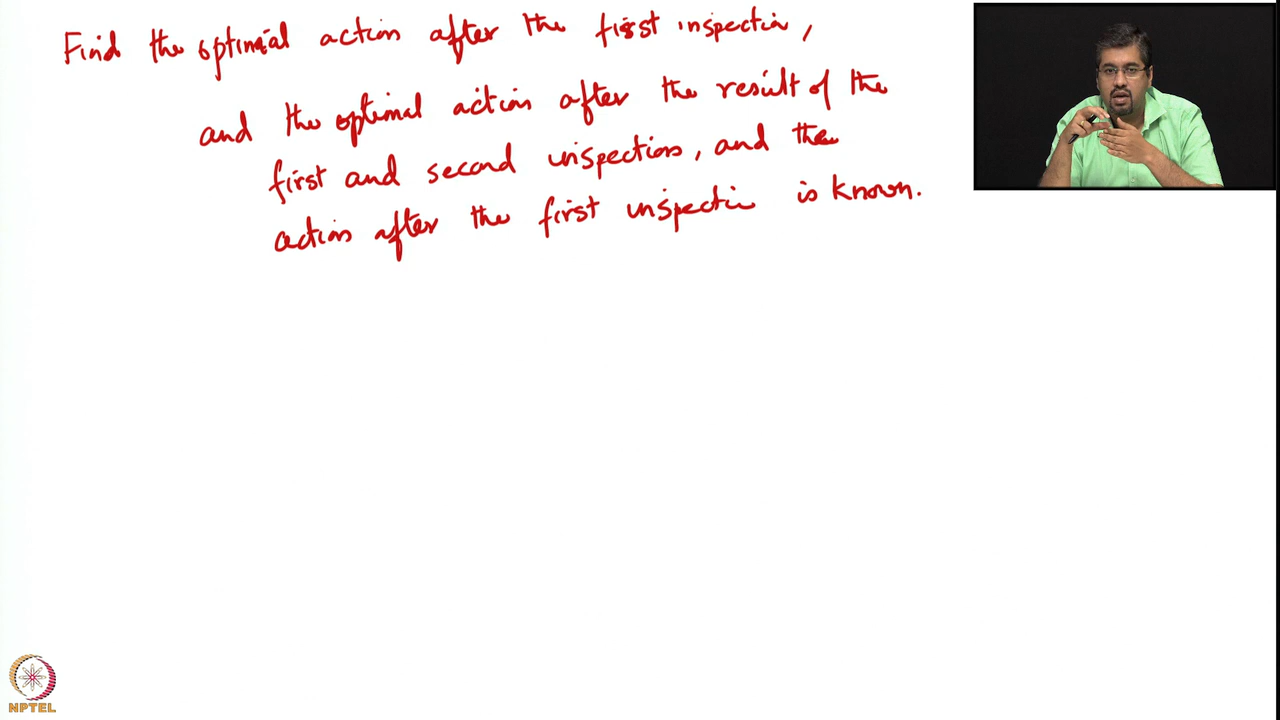 Find the optimal action after the first inspection,
and the optimal action after the result of the
first and second inspections, and the
action after the first inspection is known.
NPTEL